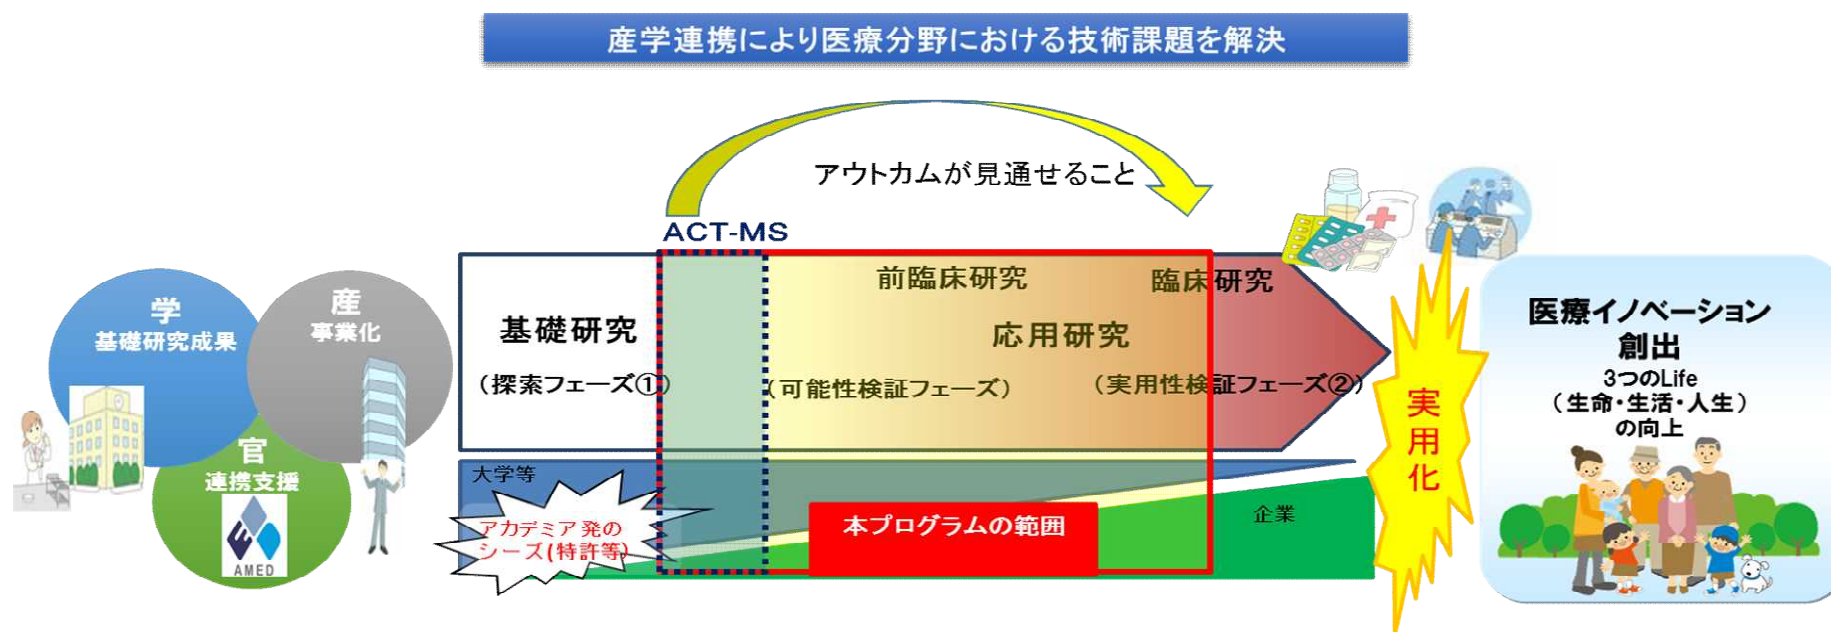 産学連携により医療分野における技術課題を解決
アウトカムが見通せること
ACT-MS
学
基礎研究成果
産
事業化
官
連携支援
AMED
基礎研究
(探索フェーズ①)
前臨床研究
臨床研究
応用研究
(可能性検証フェーズ)
(実用性検証フェーズ②)
大学等
アカデミア発の
シーズ(特許等)
本プログラムの範囲
企業
実用化
医療イノベーション
創出
3つのLife
(生命・生活・人生)
の向上